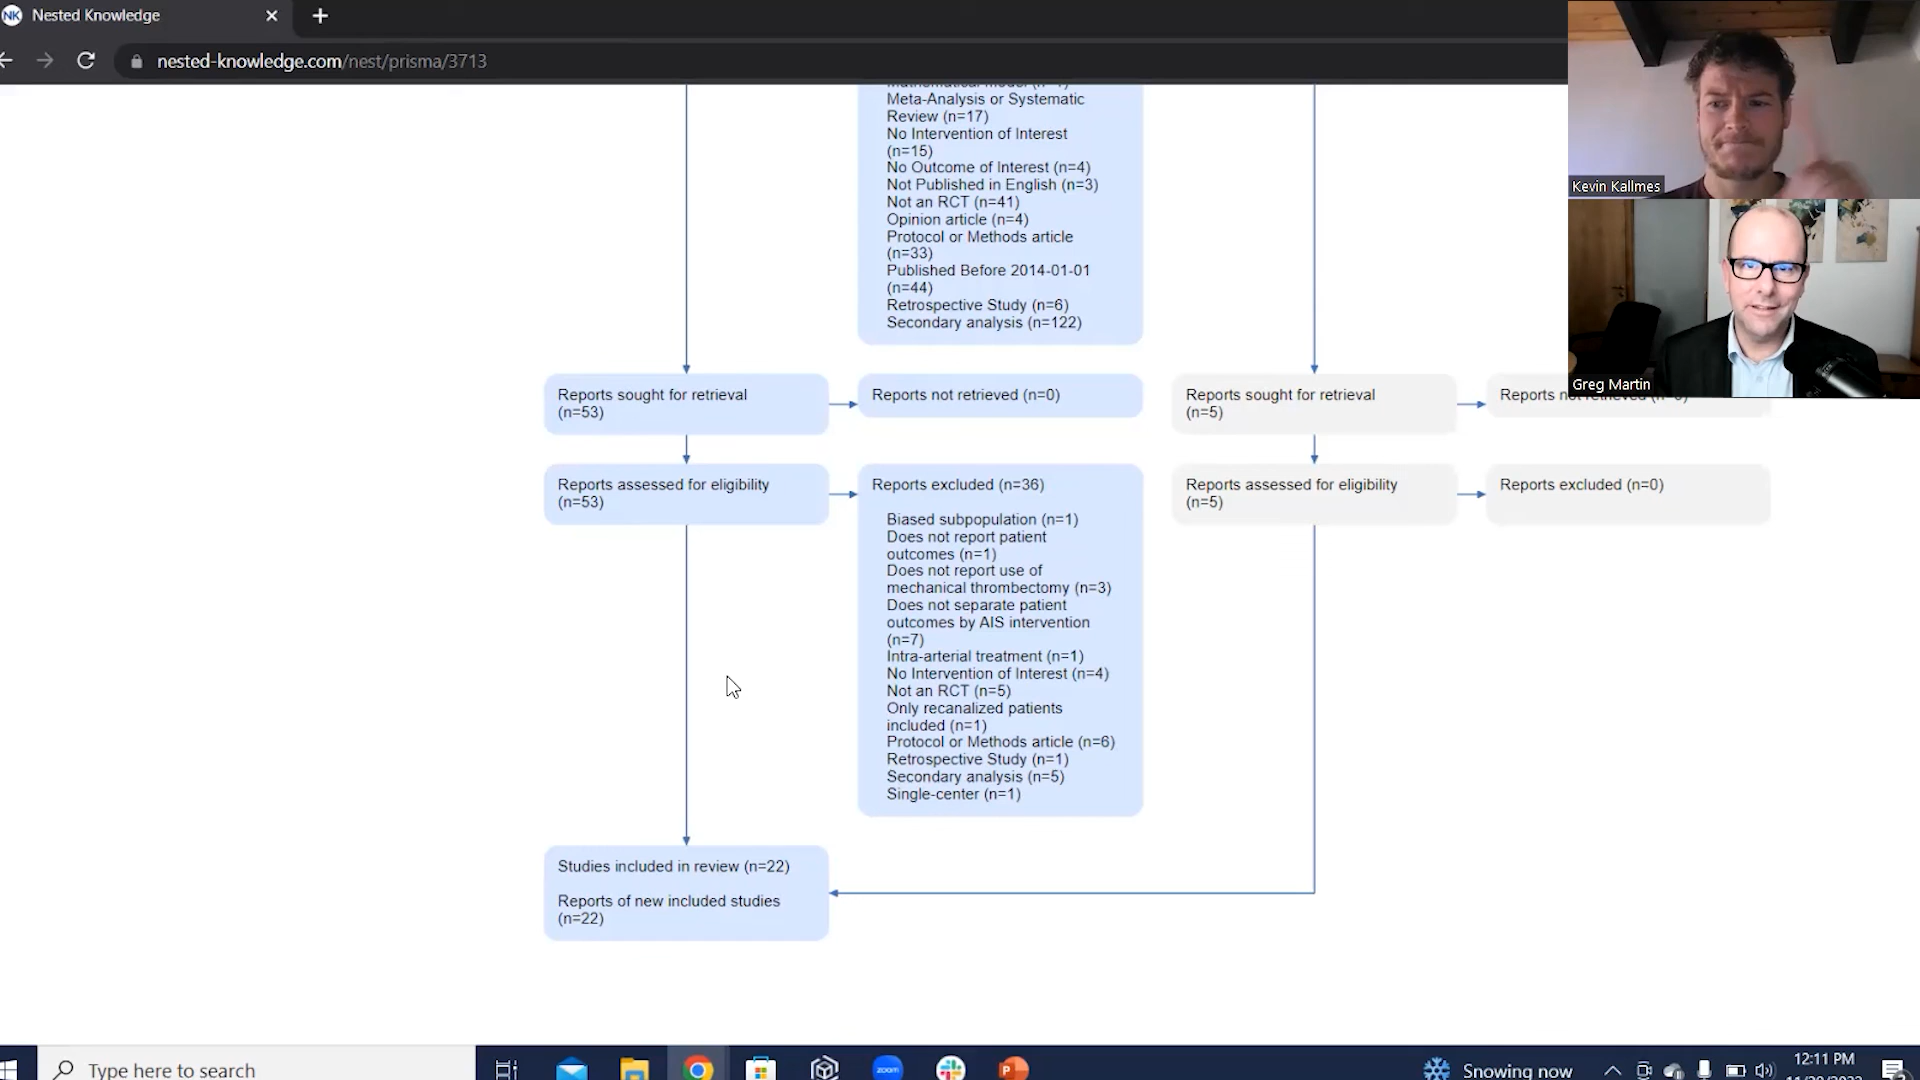 Nested Knowledge
nested-knowledge.com/nest/prisma/3713
Meta-Analysis or Systematic
Review (n=17)
No Intervention of Interest
(n=15)
No Outcome of Interest (n=4)
Not Published in English (n=3)
Not an RCT (n=41)
Opinion article (n=4)
Protocol or Methods article
(n=33)
Published Before 2014-01-01
(n=44)
Retrospective Study (n=6)
Secondary analysis (n=122)
Reports sought for retrieval
(n=53)
Reports not retrieved (n=0)
Reports sought for retrieval
(n=5)
Reports not retrieved
Reports assessed for eligibility
(n=53)
Reports excluded (n=36)
Biased subpopulation (n=1)
Does not report patient
outcomes (n=1)
Does not report use of
mechanical thrombectomy (n=3)
Does not separate patient
outcomes by AIS intervention
(n=7)
Intra-arterial treatment (n=1)
No Intervention of Interest (n=4)
Not an RCT (n=5)
Only recanalized patients
included (n=1)
Protocol or Methods article (n=6)
Retrospective Study (n=1)
Secondary analysis (n=5)
Single-center (n=1)
Reports assessed for eligibility
(n=5)
Reports excluded (n=0)
Studies included in review (n=22)
Reports of new included studies
(n=22)
Kevin Kallmes
Greg Martin
Type here to search
zoom
Snowing now
12:11 PM